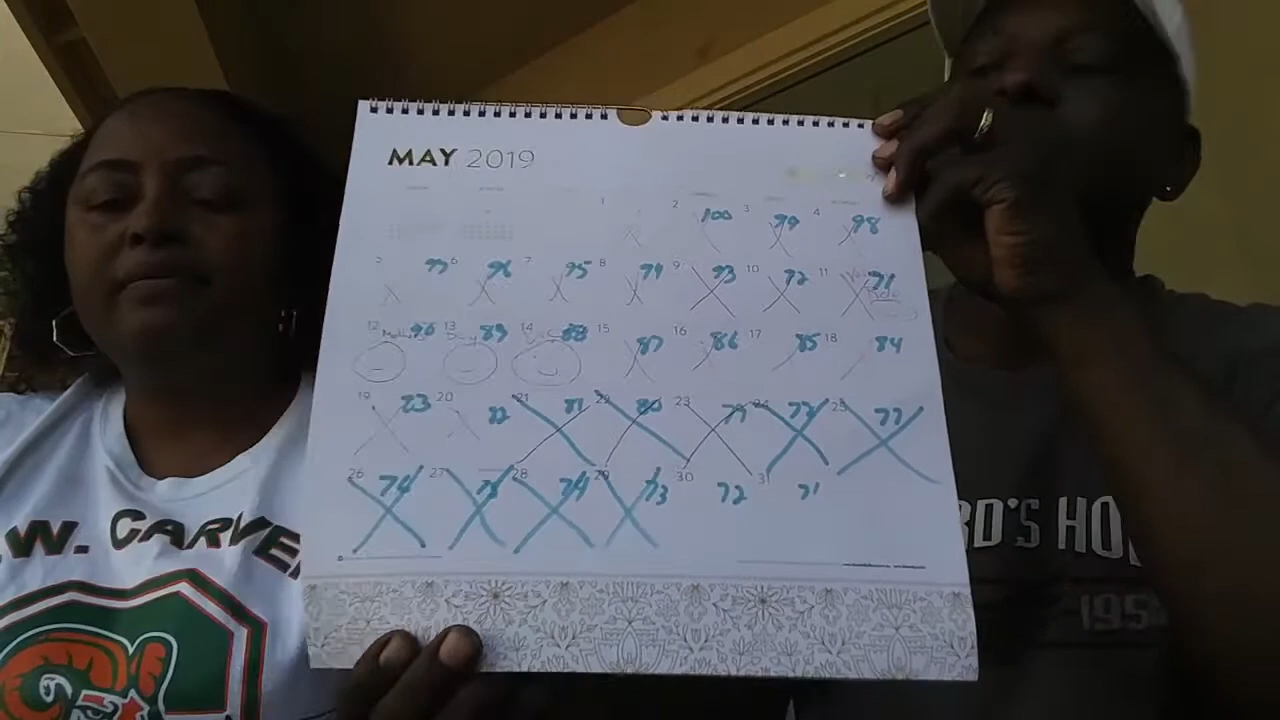 MAY 2019
1 2 100 3 99 4 98
5 97 6 96 7 95 8 94 9 93 10 92 11 91
12 Mothers 90 13 Day 89 14 88 15 87 16 86 17 85 18 84
19 83 20 82 21 81 22 80 23 79 24 78 25 77
26 76 27 75 28 74 29 73 30 72 31 71
.W. CARVE
RD'S HO
195